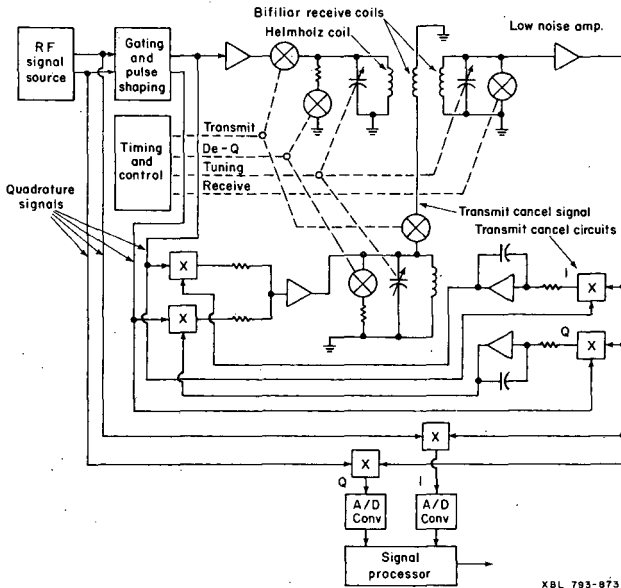 Bifiliar receive coils
Helmholz coil
Low noise amp.
RF
signal
source
Gating
and
pulse
shaping
Timing
and
control
Transmit
De-Q
Tuning
Receive
Quadrature
signals
Transmit cancel signal
Transmit cancel circuits
X
X
I
X
Q
X
X
X
Q
I
A/D
Conv
A/D
Conv
Signal
processor
XBL 793-873